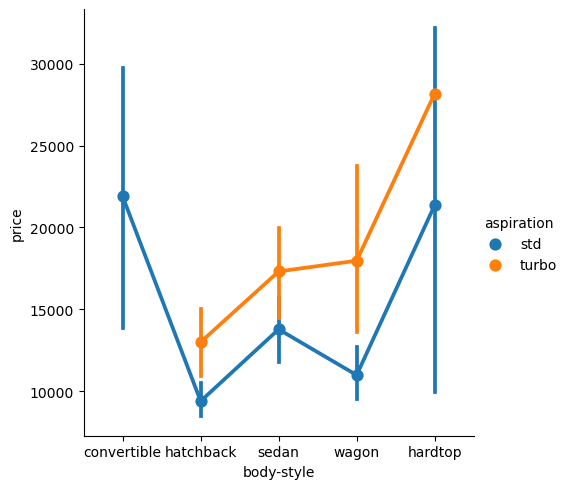 30000
25000
20000
15000
10000
price
convertible hatchback sedan wagon hardtop
body-style
aspiration
std
turbo